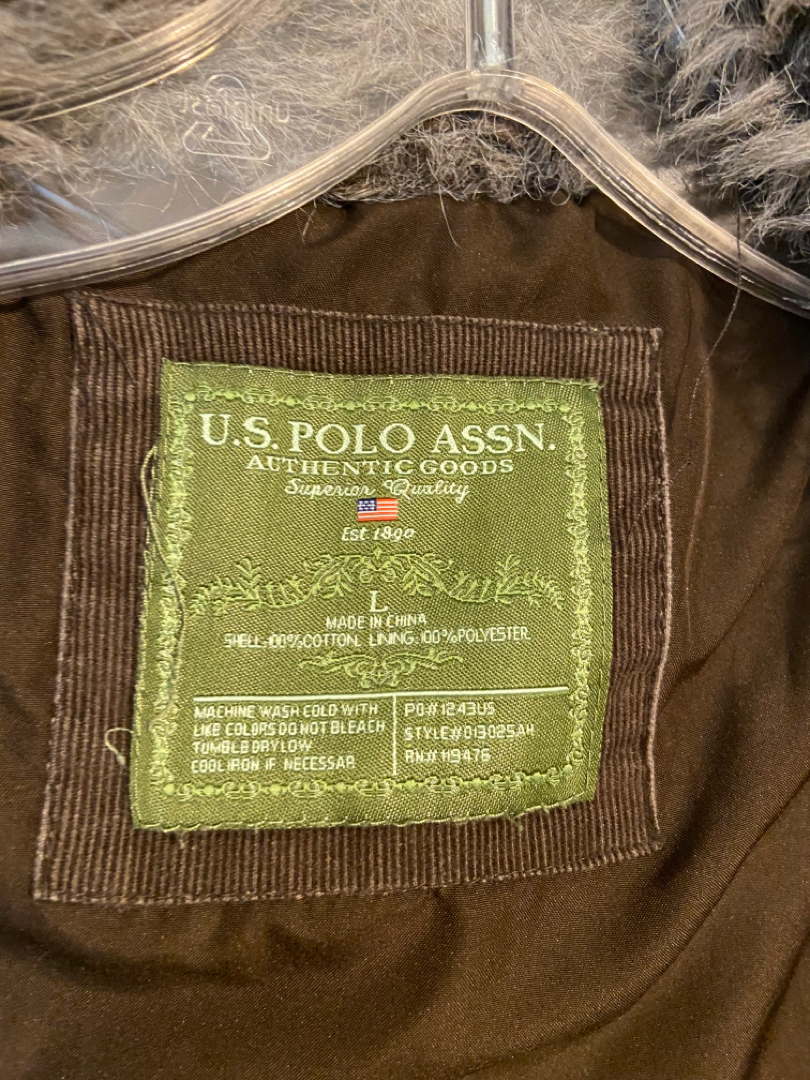 U.S. POLO ASSN.
AUTHENTIC GOODS
Superior Quality
Est 1890
L
MADE IN CHINA
SHELL:100%COTTON. LINING:100%POLYESTER
MACHINE WASH COLD WITH
LIKE COLORS DO NOT BLEACH
TUMBLE DRY LOW
COOL IRON IF NECESSAR
PO#1243US
STYLE#013025AH
RN# 119476